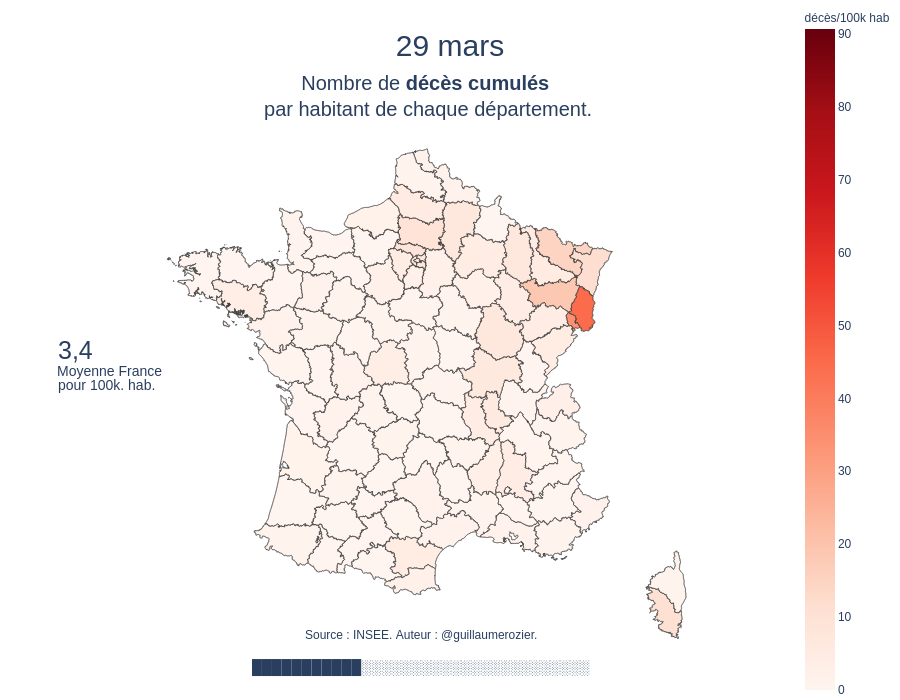 décès/100k hab
29 mars
Nombre de décès cumulés
par habitant de chaque département.
90
80
70
60
50
40
30
20
10
0
3,4
Moyenne France
pour 100k. hab.
Source : INSEE. Auteur : @guillaumerozier.